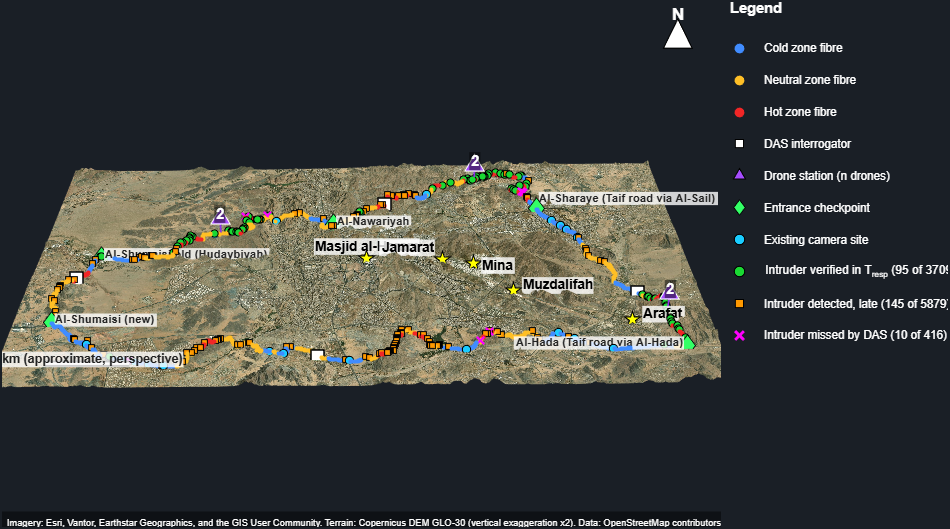 Legend
N
Cold zone fibre
Neutral zone fibre
Hot zone fibre
DAS interrogator
Drone station (n drones)
Entrance checkpoint
Existing camera site
Intruder verified in Tresp (95 of 3709
Intruder detected, late (145 of 5879
Intruder missed by DAS (10 of 416)
2
Al-Sharaye (Taif road via Al-Sail)
2
Al-Nawariyah
(Hudaybiyah)
Masjid al-
Jamarat
Mina
Muzdalifah
2
Arafat
Al-Shumaisi (new)
Al-Hada (Taif road via Al-Hada)
km (approximate, perspective)
Imagery: Esri, Vantor, Earthstar Geographics, and the GIS User Community. Terrain: Copernicus DEM GLO-30 (vertical exaggeration x2). Data: OpenStreetMap contributors